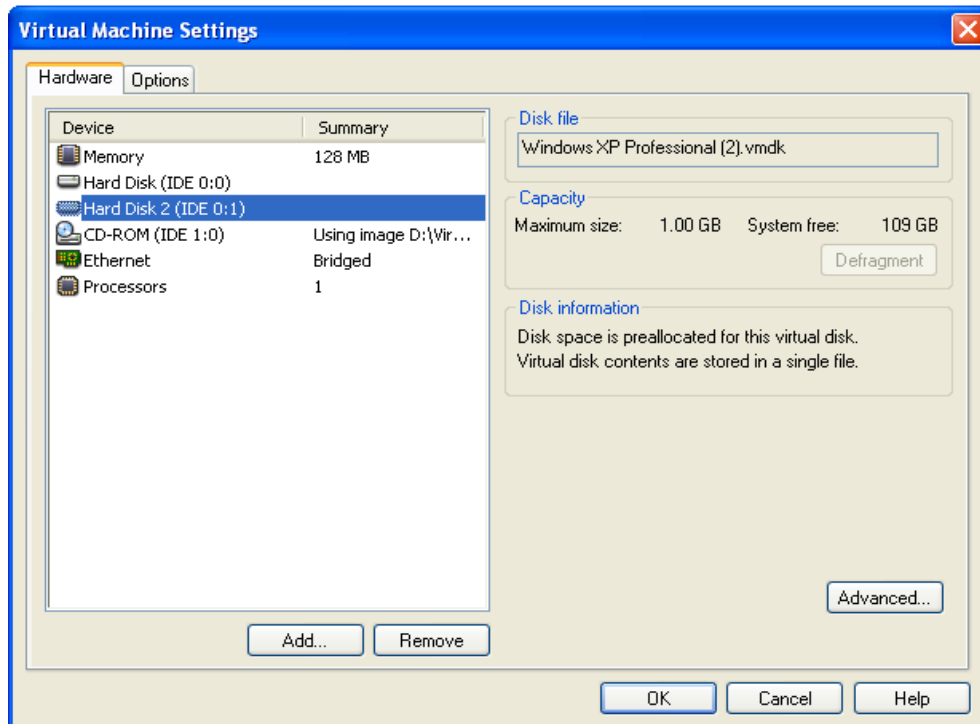 Virtual Machine Settings
Hardware Options
Device Summary
Memory 128 MB
Hard Disk (IDE 0:0)
Hard Disk 2 (IDE 0:1)
CD-ROM (IDE 1:0) Using image D:\Vir...
Ethernet Bridged
Processors 1
Add... Remove
Disk file
Windows XP Professional (2).vmdk
Capacity
Maximum size: 1.00 GB System free: 109 GB
Defragment
Disk information
Disk space is preallocated for this virtual disk.
Virtual disk contents are stored in a single file.
Advanced...
OK Cancel Help